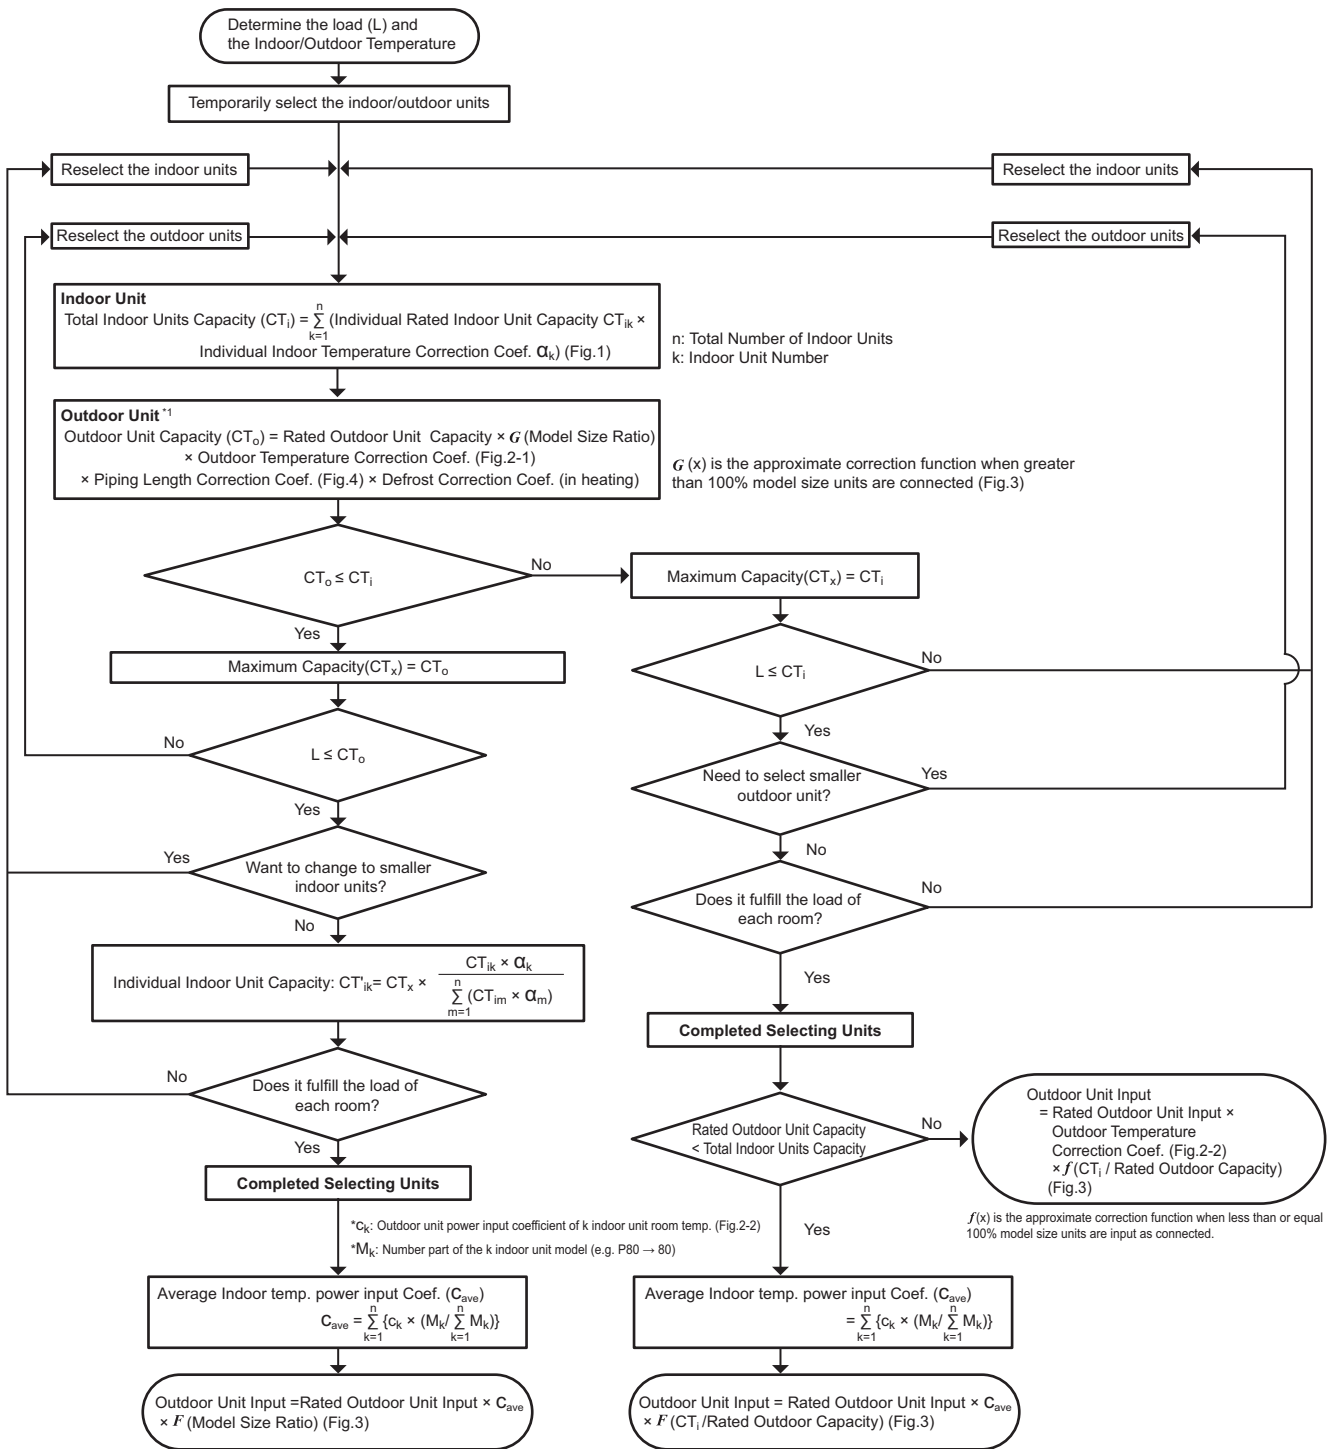 Determine the load (L) and
the Indoor/Outdoor Temperature
Temporarily select the indoor/outdoor units
Reselect the indoor units
Reselect the indoor units
Reselect the outdoor units
Reselect the outdoor units
Indoor Unit
Total Indoor Units Capacity (CTi) = n∑k=1 (Individual Rated Indoor Unit Capacity CTik ×
Individual Indoor Temperature Correction Coef. αk) (Fig.1)
n: Total Number of Indoor Units
k: Indoor Unit Number
Outdoor Unit *1
Outdoor Unit Capacity (CTo) = Rated Outdoor Unit Capacity × G (Model Size Ratio)
× Outdoor Temperature Correction Coef. (Fig.2-1)
× Piping Length Correction Coef. (Fig.4) × Defrost Correction Coef. (in heating)
G (x) is the approximate correction function when greater
than 100% model size units are connected (Fig.3)
CTo ≤ CTi
No
Maximum Capacity(CTx) = CTi
Yes
Maximum Capacity(CTx) = CTo
L ≤ CTi
No
Yes
L ≤ CTo
No
Yes
Need to select smaller
outdoor unit?
Yes
No
Want to change to smaller
indoor units?
Yes
No
Does it fulfill the load of
each room?
No
Yes
Individual Indoor Unit Capacity: CT'ik= CTx ×
CTik × αk
n∑m=1 (CTim × αm)
Completed Selecting Units
Does it fulfill the load of
each room?
No
Yes
Rated Outdoor Unit Capacity
< Total Indoor Units Capacity
No
Yes
Outdoor Unit Input
= Rated Outdoor Unit Input ×
Outdoor Temperature
Correction Coef. (Fig.2-2)
× f (CTi / Rated Outdoor Capacity)
(Fig.3)
f (x) is the approximate correction function when less than or equal
100% model size units are input as connected.
Completed Selecting Units
*ck: Outdoor unit power input coefficient of k indoor unit room temp. (Fig.2-2)
*Mk: Number part of the k indoor unit model (e.g. P80 → 80)
Average Indoor temp. power input Coef. (Cave)
Cave = n∑k=1 {ck × (Mk/ n∑k=1 Mk)}
Average Indoor temp. power input Coef. (Cave)
= n∑k=1 {ck × (Mk/ n∑k=1 Mk)}
Outdoor Unit Input =Rated Outdoor Unit Input × Cave
× F (Model Size Ratio) (Fig.3)
Outdoor Unit Input = Rated Outdoor Unit Input × Cave
× F (CTi /Rated Outdoor Capacity) (Fig.3)